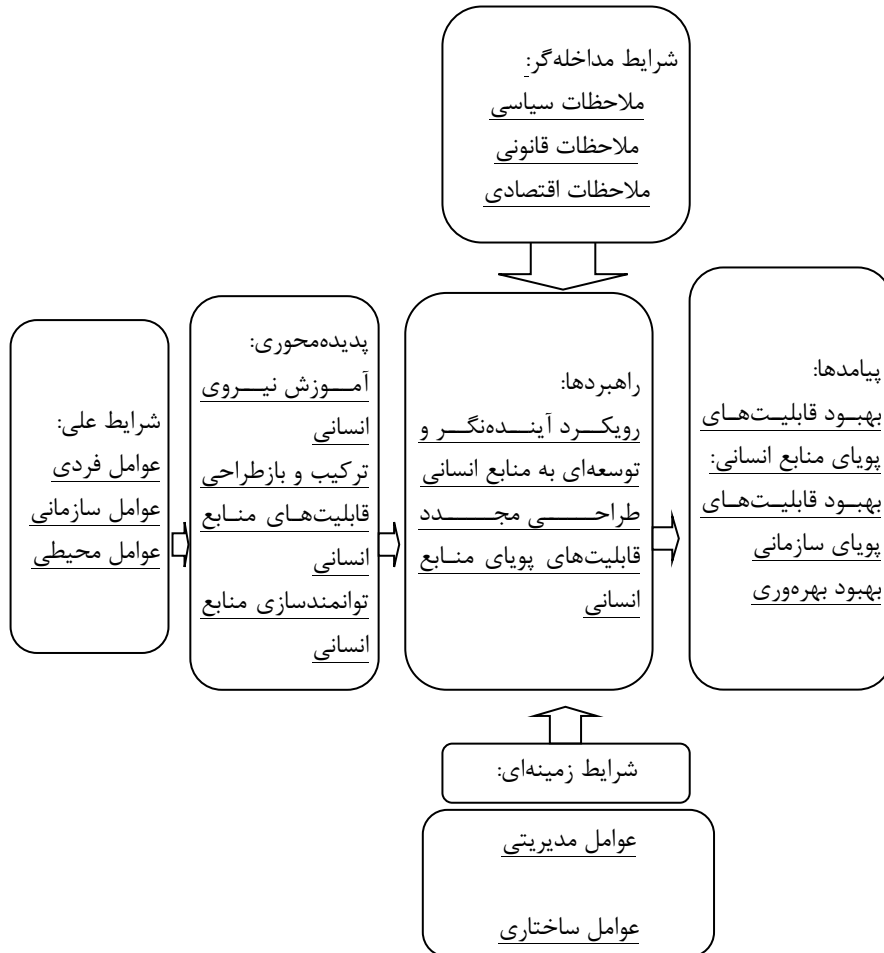 شرایط مداخله‌گر:
ملاحظات سیاسی
ملاحظات قانونی
ملاحظات اقتصادی
شرایط علی:
عوامل فردی
عوامل سازمانی
عوامل محیطی
پدیده‌محوری:
آموزش نیروی
انسانی
ترکیب و بازطراحی
قابلیت‌های منابع
انسانی
توانمندسازی منابع
انسانی
راهبردها:
رویکرد آینده‌نگر و
توسعه‌ای به منابع انسانی
طراحی مجدد
قابلیت‌های پویای منابع
انسانی
پیامدها:
بهبود قابلیت‌های
پویای منابع انسانی:
بهبود قابلیت‌های
پویای سازمانی
بهبود بهره‌وری
شرایط زمینه‌ای:
عوامل مدیریتی
عوامل ساختاری